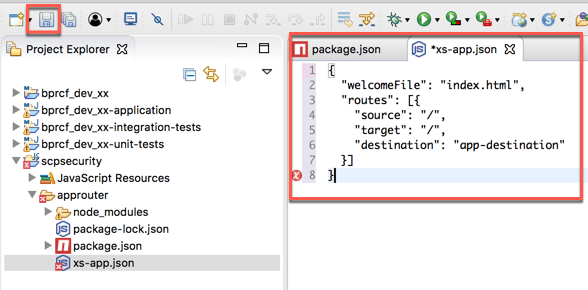 Project Explorer
bprcf_dev_xx
bprcf_dev_xx-application
bprcf_dev_xx-integration-tests
bprcf_dev_xx-unit-tests
scpsecurity
JavaScript Resources
approuter
node_modules
package-lock.json
package.json
xs-app.json
package.json
*xs-app.json
1 {
2 "welcomeFile": "index.html",
3 "routes": [{
4 "source": "/",
5 "target": "/",
6 "destination": "app-destination"
7 }]
8 }